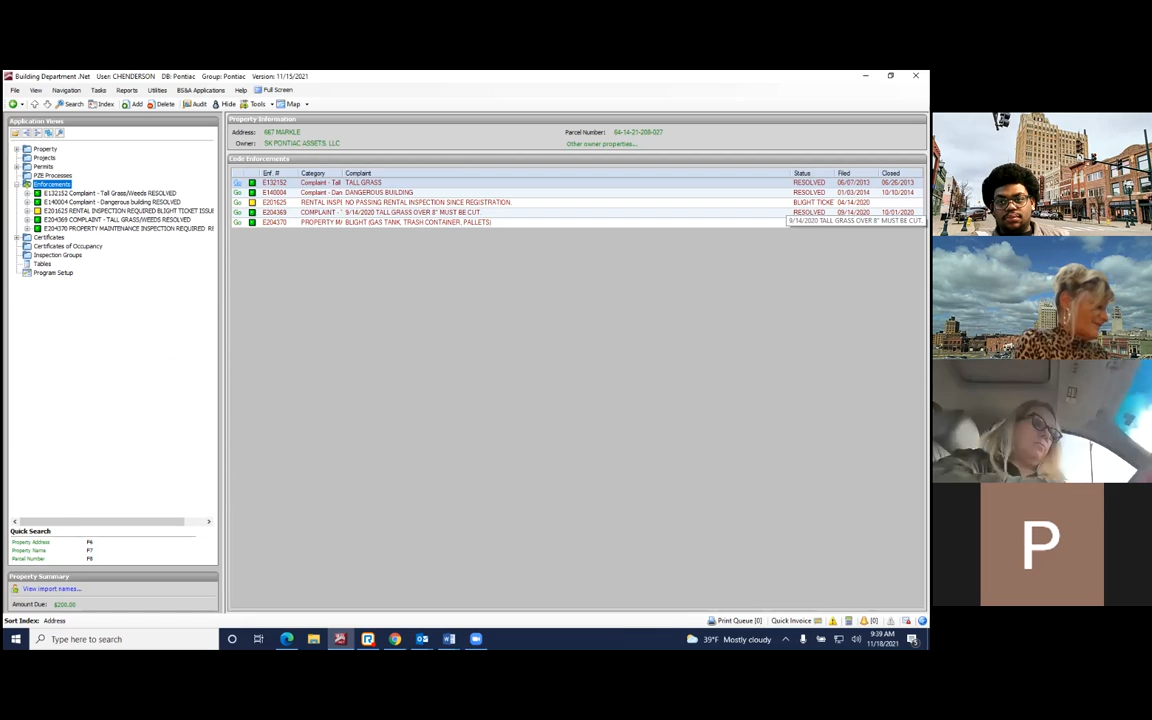 Building Department .Net User: CHENDERSON DB: Pontiac Group: Pontiac Version: 11/15/2021
File View Navigation Tasks Reports Utilities BS&A Applications Help Full Screen
Search Index Add Delete Audit Hide Tools Map
Application Views
Property
Projects
Permits
PZE Processes
Enforcements
E132152 Complaint - Tall Grass/Weeds RESOLVED
E140004 Complaint - Dangerous building RESOLVED
E201625 RENTAL INSPECTION REQUIRED BLIGHT TICKET ISSUE
E204369 COMPLAINT - TALL GRASS/WEEDS RESOLVED
E204370 PROPERTY MAINTENANCE INSPECTION REQUIRED RE
Certificates
Certificates of Occupancy
Inspection Groups
Tables
Program Setup
Quick Search
Property Address F6
Property Name F7
Parcel Number F8
Property Summary
View import names...
Amount Due: $200.00
Sort Index: Address
Property Information
Address: 667 MARKLE Parcel Number: 64-14-21-208-027
Owner: SK PONTIAC ASSETS, LLC Other owner properties...
Code Enforcements
Enf. # Category Complaint Status Filed Closed
Go E132152 Complaint - Tall TALL GRASS RESOLVED 06/07/2013 06/26/2013
Go E140004 Complaint - Dan DANGEROUS BUILDING RESOLVED 01/03/2014 10/10/2014
Go E201625 RENTAL INSPI NO PASSING RENTAL INSPECTION SINCE REGISTRATION. BLIGHT TICKE 04/14/2020
Go E204369 COMPLAINT - 9/14/2020 TALL GRASS OVER 8" MUST BE CUT. RESOLVED 09/14/2020 10/01/2020
Go E204370 PROPERTY MA BLIGHT (GAS TANK, TRASH CONTAINER, PALLETS)
9/14/2020 TALL GRASS OVER 8" MUST BE CUT.
Print Queue [0] Quick Invoice [0]
Type here to search
39°F Mostly cloudy
9:39 AM
11/18/2021
P